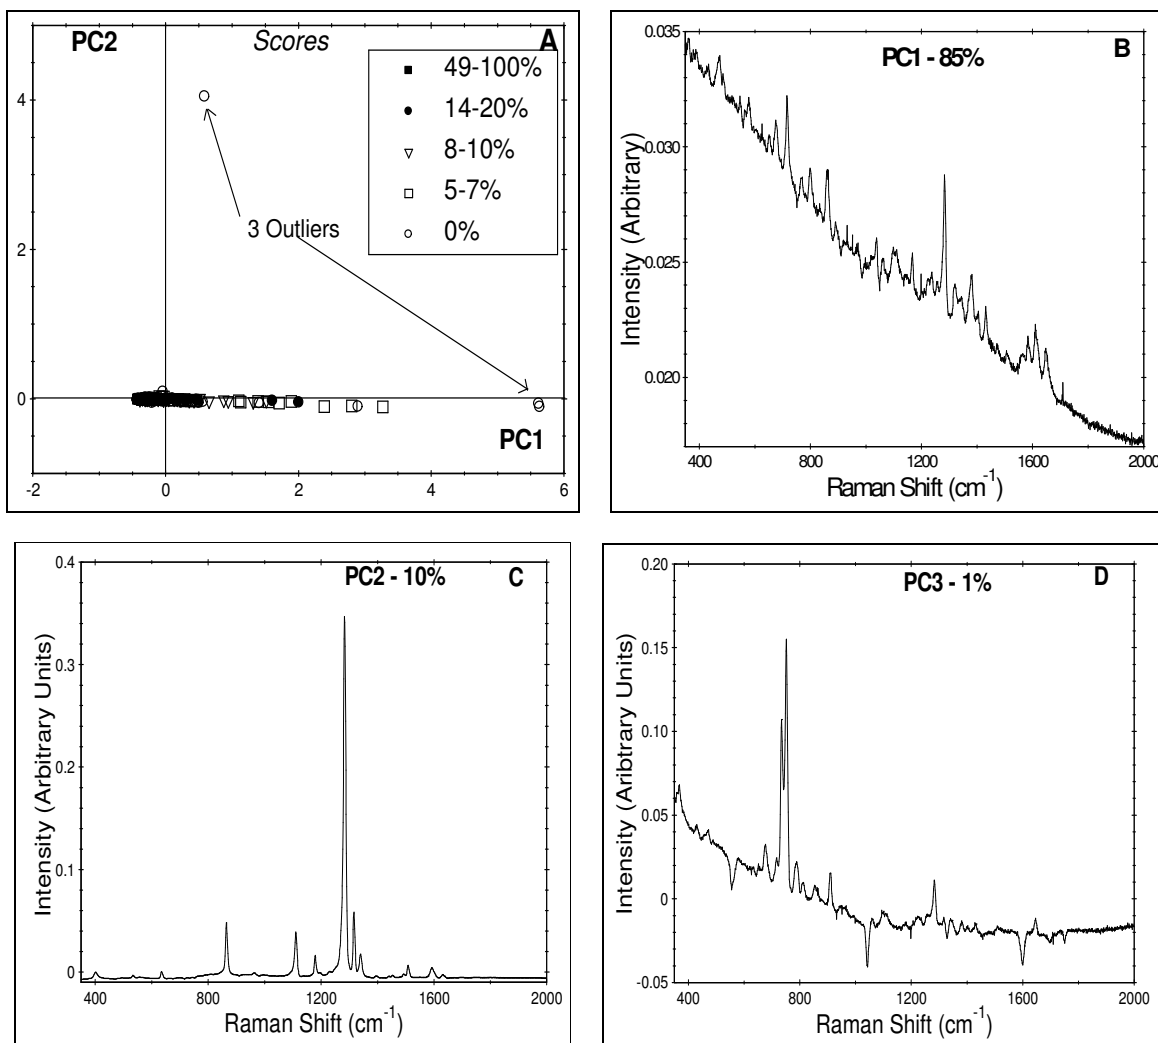 PC2
Scores
A
49-100%
14-20%
8-10%
5-7%
0%
3 Outliers
PC1
4
2
0
-2
0
2
4
6
B
PC1 - 85%
Intensity (Arbitrary)
0.035
0.030
0.025
0.020
400
800
1200
1600
2000
Raman Shift (cm⁻¹)
C
PC2 - 10%
Intensity (Arbitrary Units)
0.4
0.3
0.2
0.1
0
400
800
1200
1600
2000
Raman Shift (cm⁻¹)
D
PC3 - 1%
Intensity (Aribtrary Units)
0.20
0.15
0.10
0.05
0
-0.05
400
800
1200
1600
2000
Raman Shift (cm⁻¹)